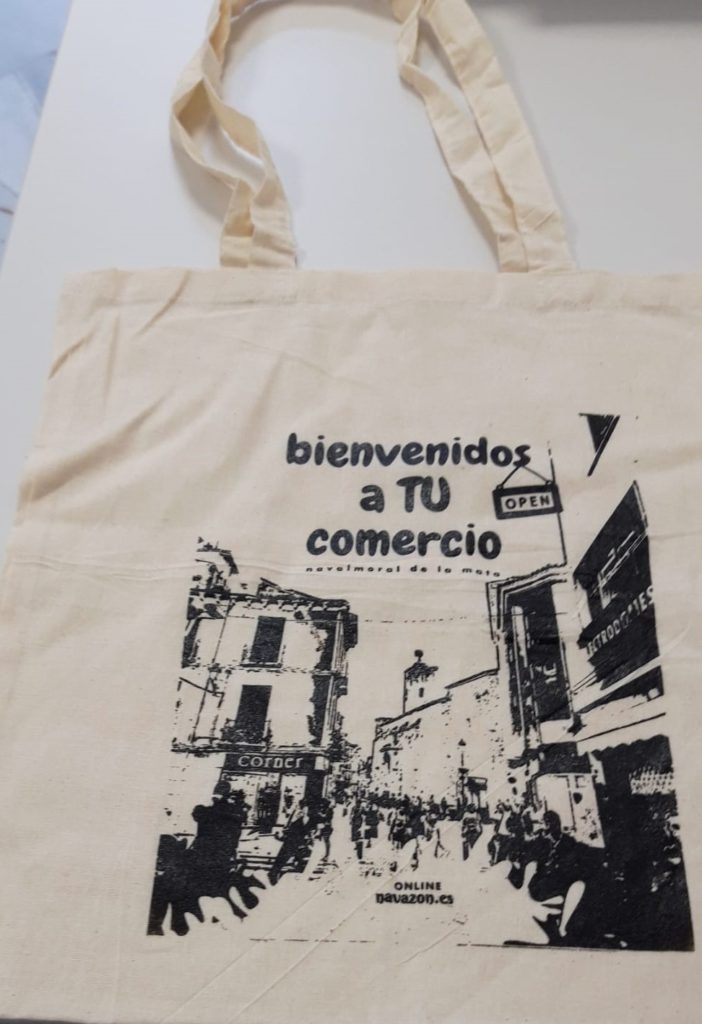 bienvenidos
a TU
comercio
OPEN
navalmoral de la mata
corner
ONLINE
navazon.es